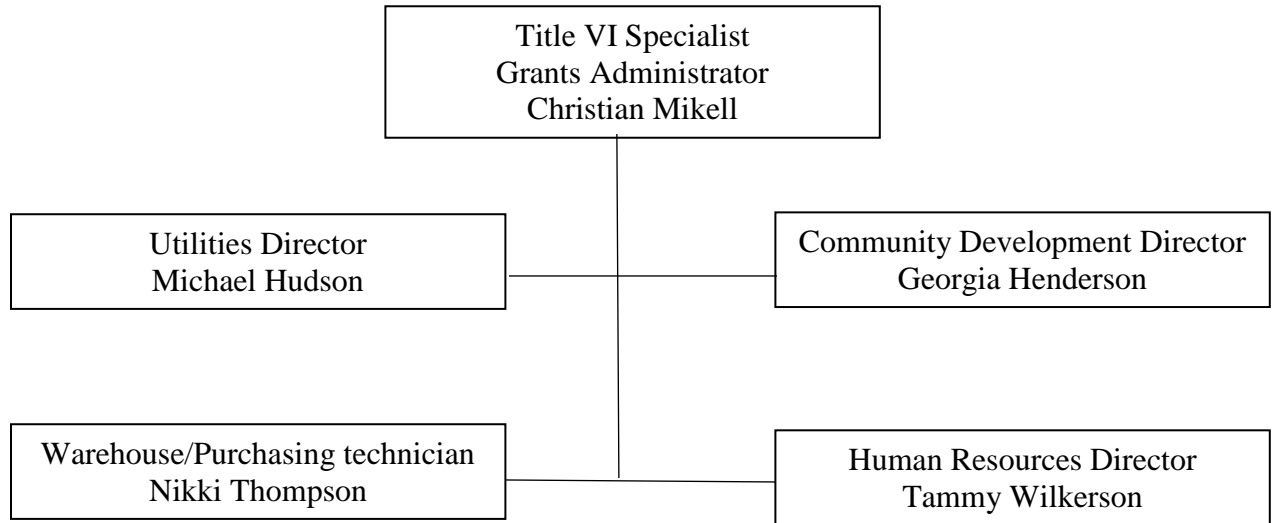 Title VI Specialist
Grants Administrator
Christian Mikell
Utilities Director
Michael Hudson
Community Development Director
Georgia Henderson
Warehouse/Purchasing technician
Nikki Thompson
Human Resources Director
Tammy Wilkerson